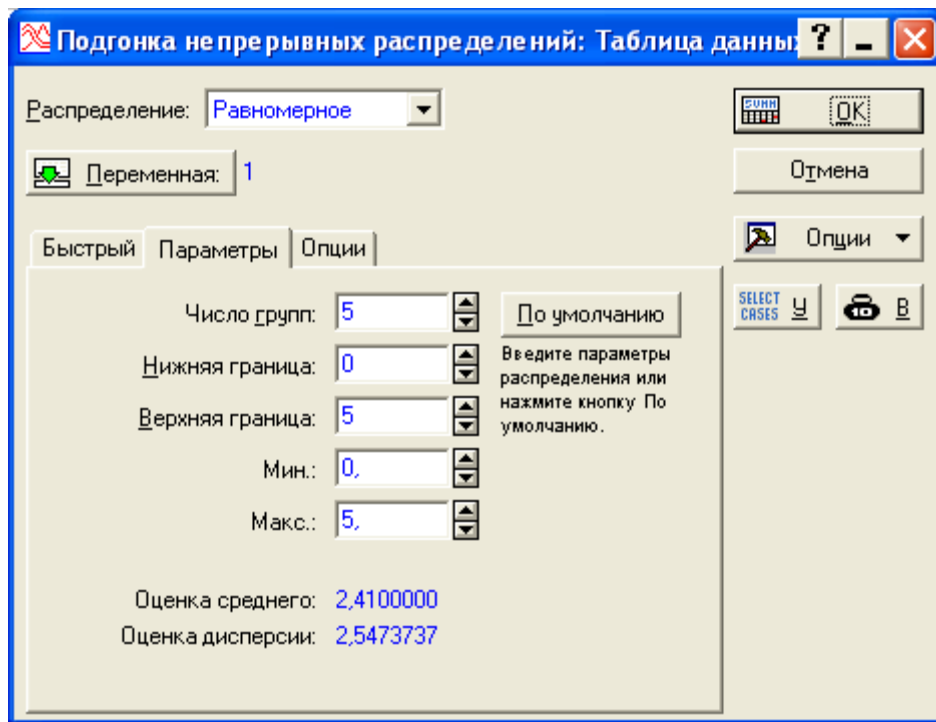 Подгонка непрерывных распределений: Таблица данны
?
Распределение: Равномерное
OK
Переменная: 1
Отмена
Опции
Быстрый Параметры Опции
SELECT CASES У
10 В
Число групп: 5
По умолчанию
Нижняя граница: 0
Верхняя граница: 5
Мин.: 0,
Макс.: 5,
Введите параметры
распределения или
нажмите кнопку По
умолчанию.
Оценка среднего: 2,4100000
Оценка дисперсии: 2,5473737